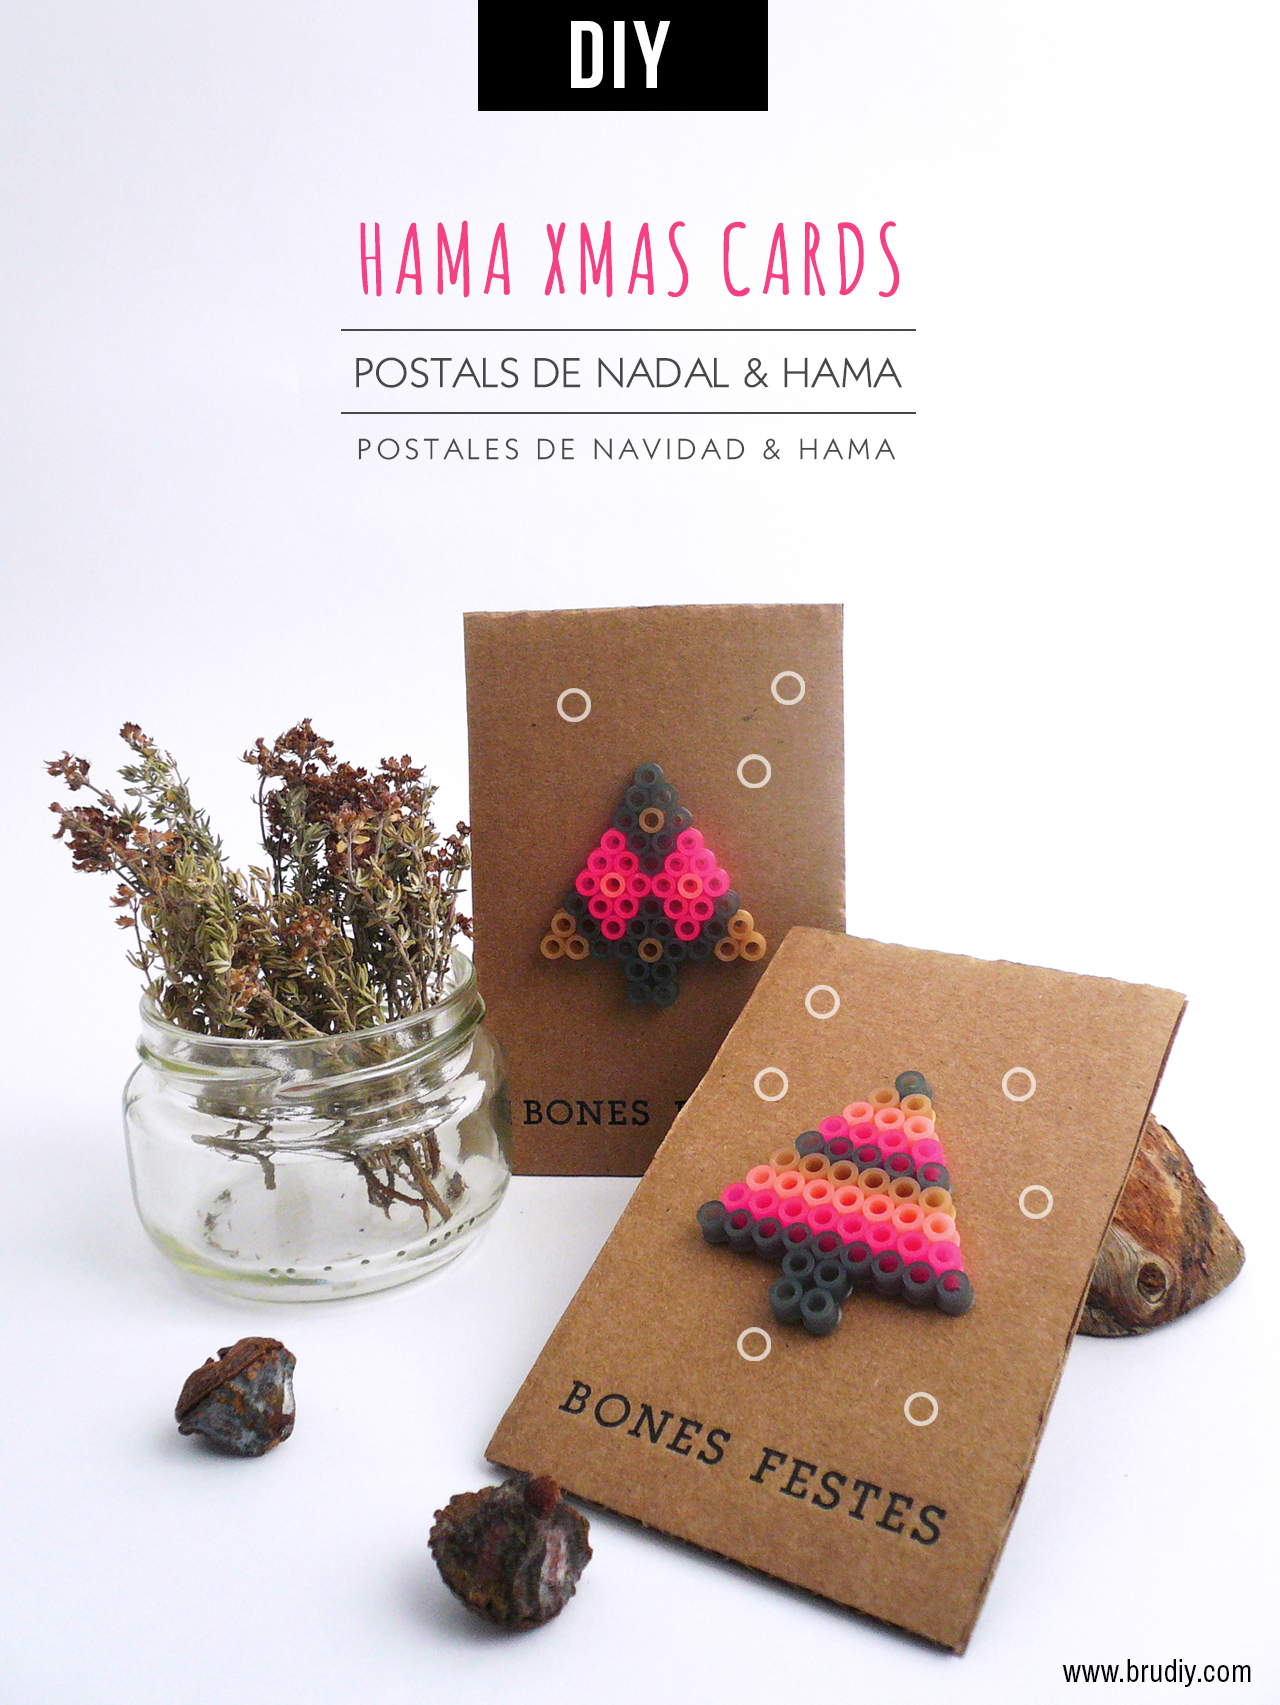 DIY
HAMA XMAS CARDS
POSTALS DE NADAL & HAMA
POSTALES DE NAVIDAD & HAMA
BONES
BONES FESTES
www.brudiy.com